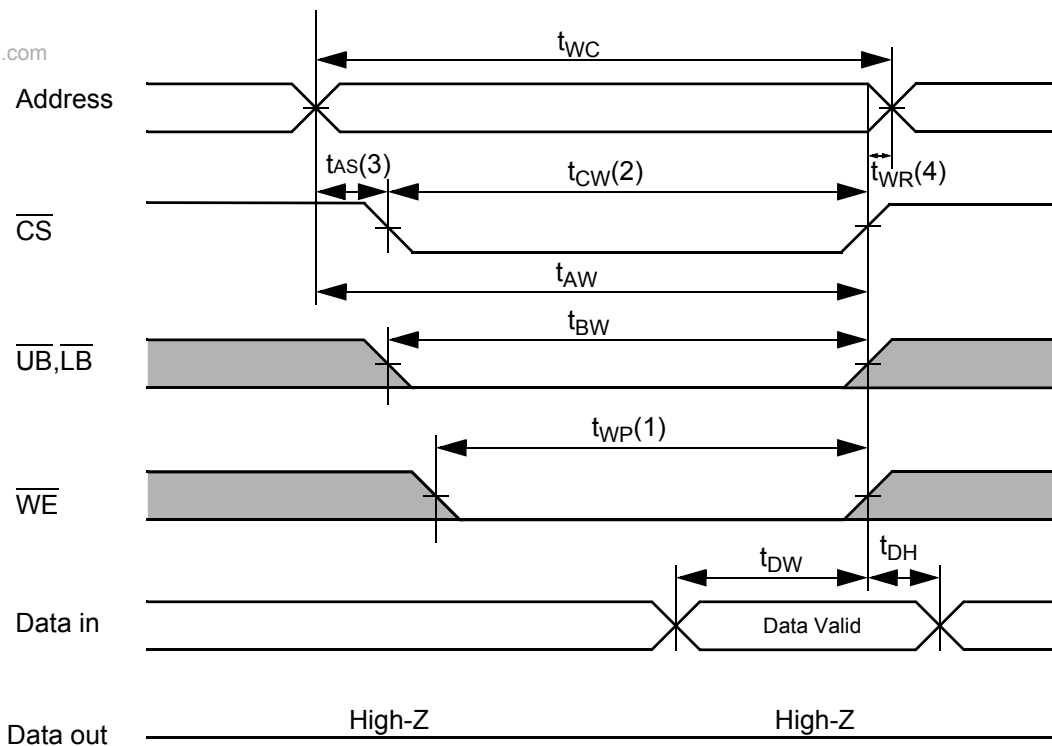 .com
tWC
Address
tAS(3)
tCW(2)
tWR(4)
CS
tAW
tBW
UB,LB
tWP(1)
WE
tDW
tDH
Data in
Data Valid
High-Z
High-Z
Data out